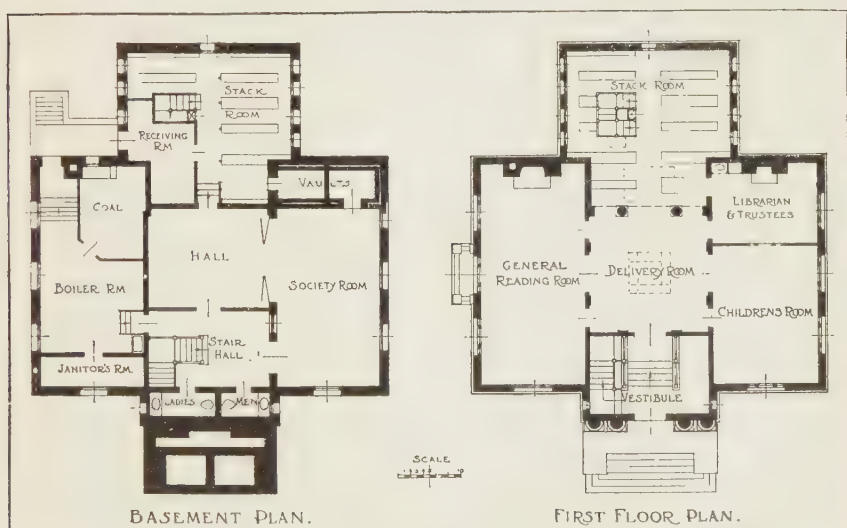 STACK
ROOM
RECEIVING
RM.
VAULTS
COAL
HALL
BOILER RM
SOCIETY ROOM
STAIR
HALL
JANITOR'S RM.
LADIES
MEN
BASEMENT PLAN.
SCALE
STACK ROOM
LIBRARIAN
& TRUSTEES
GENERAL
READING ROOM
DELIVERY ROOM
CHILDRENS ROOM
VESTIBULE
FIRST FLOOR PLAN.